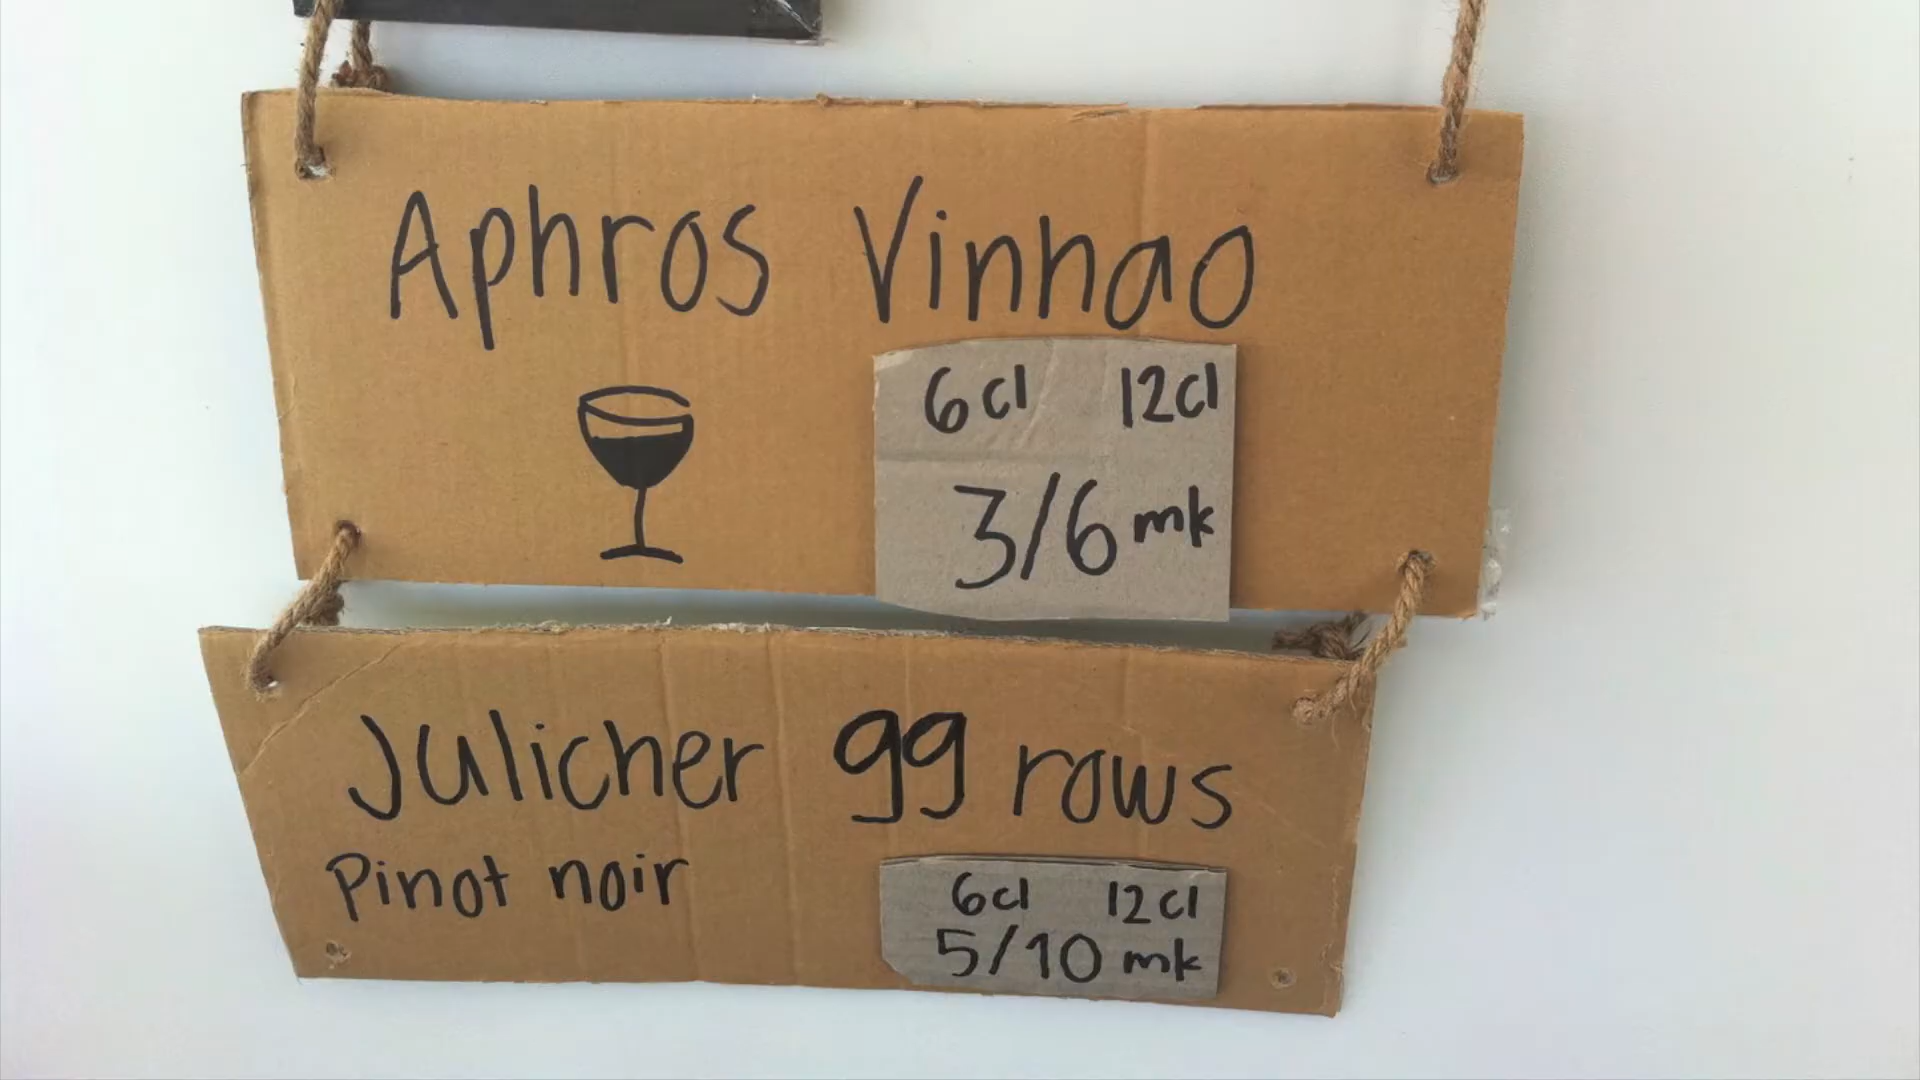 Aphros Vinhao
6cl 12cl
3/6 mk
Julicher 99 rows
Pinot noir
6cl 12cl
5/10 mk